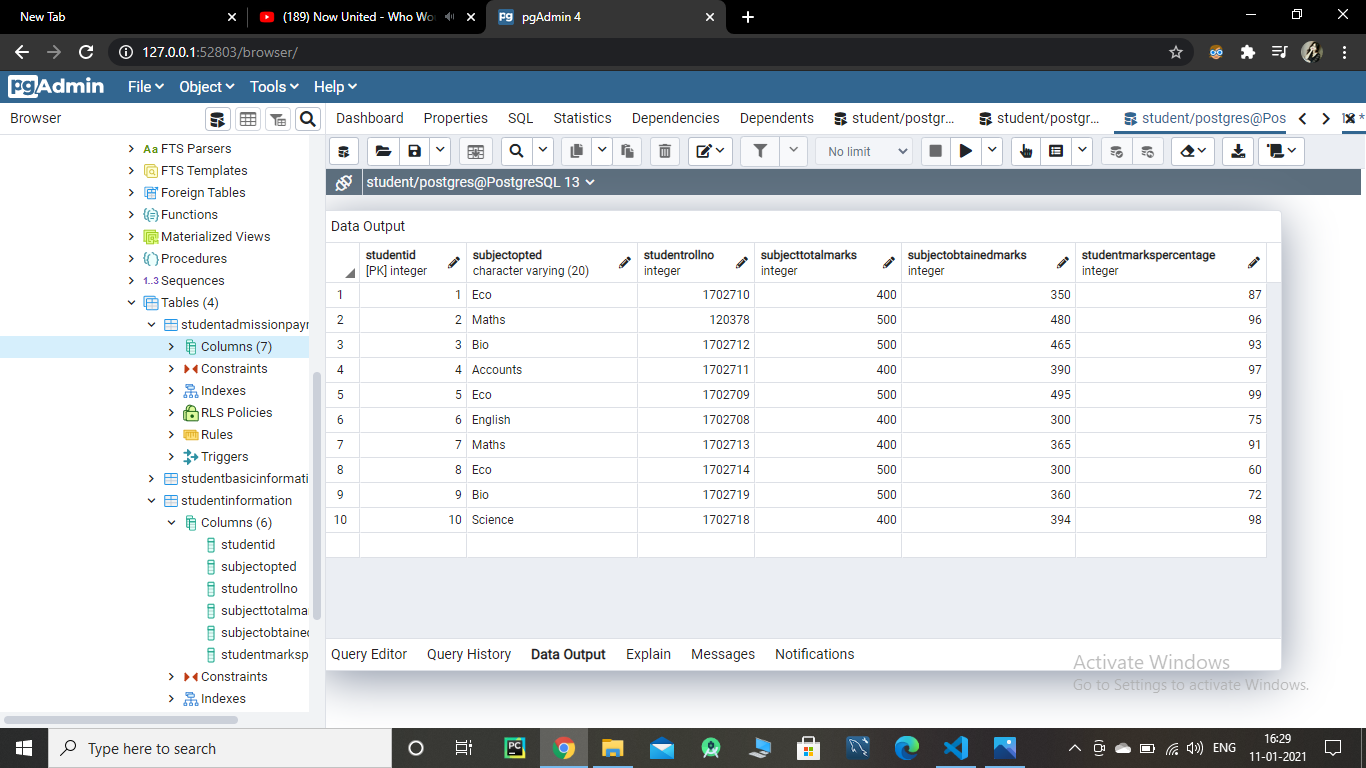 New Tab
(189) Now United - Who Wo
pgAdmin 4
127.0.0.1:52803/browser/
pgAdmin File Object Tools Help
Browser
Dashboard Properties SQL Statistics Dependencies Dependents student/postgr... student/postgr... student/postgres@Pos
No limit
student/postgres@PostgreSQL 13
Aa FTS Parsers
FTS Templates
Foreign Tables
Functions
Materialized Views
Procedures
1..3 Sequences
Tables (4)
studentadmissionpayr
Columns (7)
Constraints
Indexes
RLS Policies
Rules
Triggers
studentbasicinformati
studentinformation
Columns (6)
studentid
subjectopted
studentrollno
subjecttotalma
subjectobtaine
studentmarksp
Constraints
Indexes
Data Output
studentid subjectopted studentrollno subjecttotalmarks subjectobtainedmarks studentmarkspercentage
[PK] integer character varying (20) integer integer integer integer
1 1 Eco 1702710 400 350 87
2 2 Maths 120378 500 480 96
3 3 Bio 1702712 500 465 93
4 4 Accounts 1702711 400 390 97
5 5 Eco 1702709 500 495 99
6 6 English 1702708 400 300 75
7 7 Maths 1702713 400 365 91
8 8 Eco 1702714 500 300 60
9 9 Bio 1702719 500 360 72
10 10 Science 1702718 400 394 98
Query Editor Query History Data Output Explain Messages Notifications
Activate Windows
Go to Settings to activate Windows.
Type here to search
PC
ENG
16:29
11-01-2021